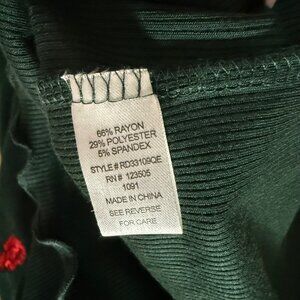 66% RAYON
29% POLYESTER
5% SPANDEX
STYLE # RD33109QE
RN # 123505
1091
MADE IN CHINA
SEE REVERSE
FOR CARE